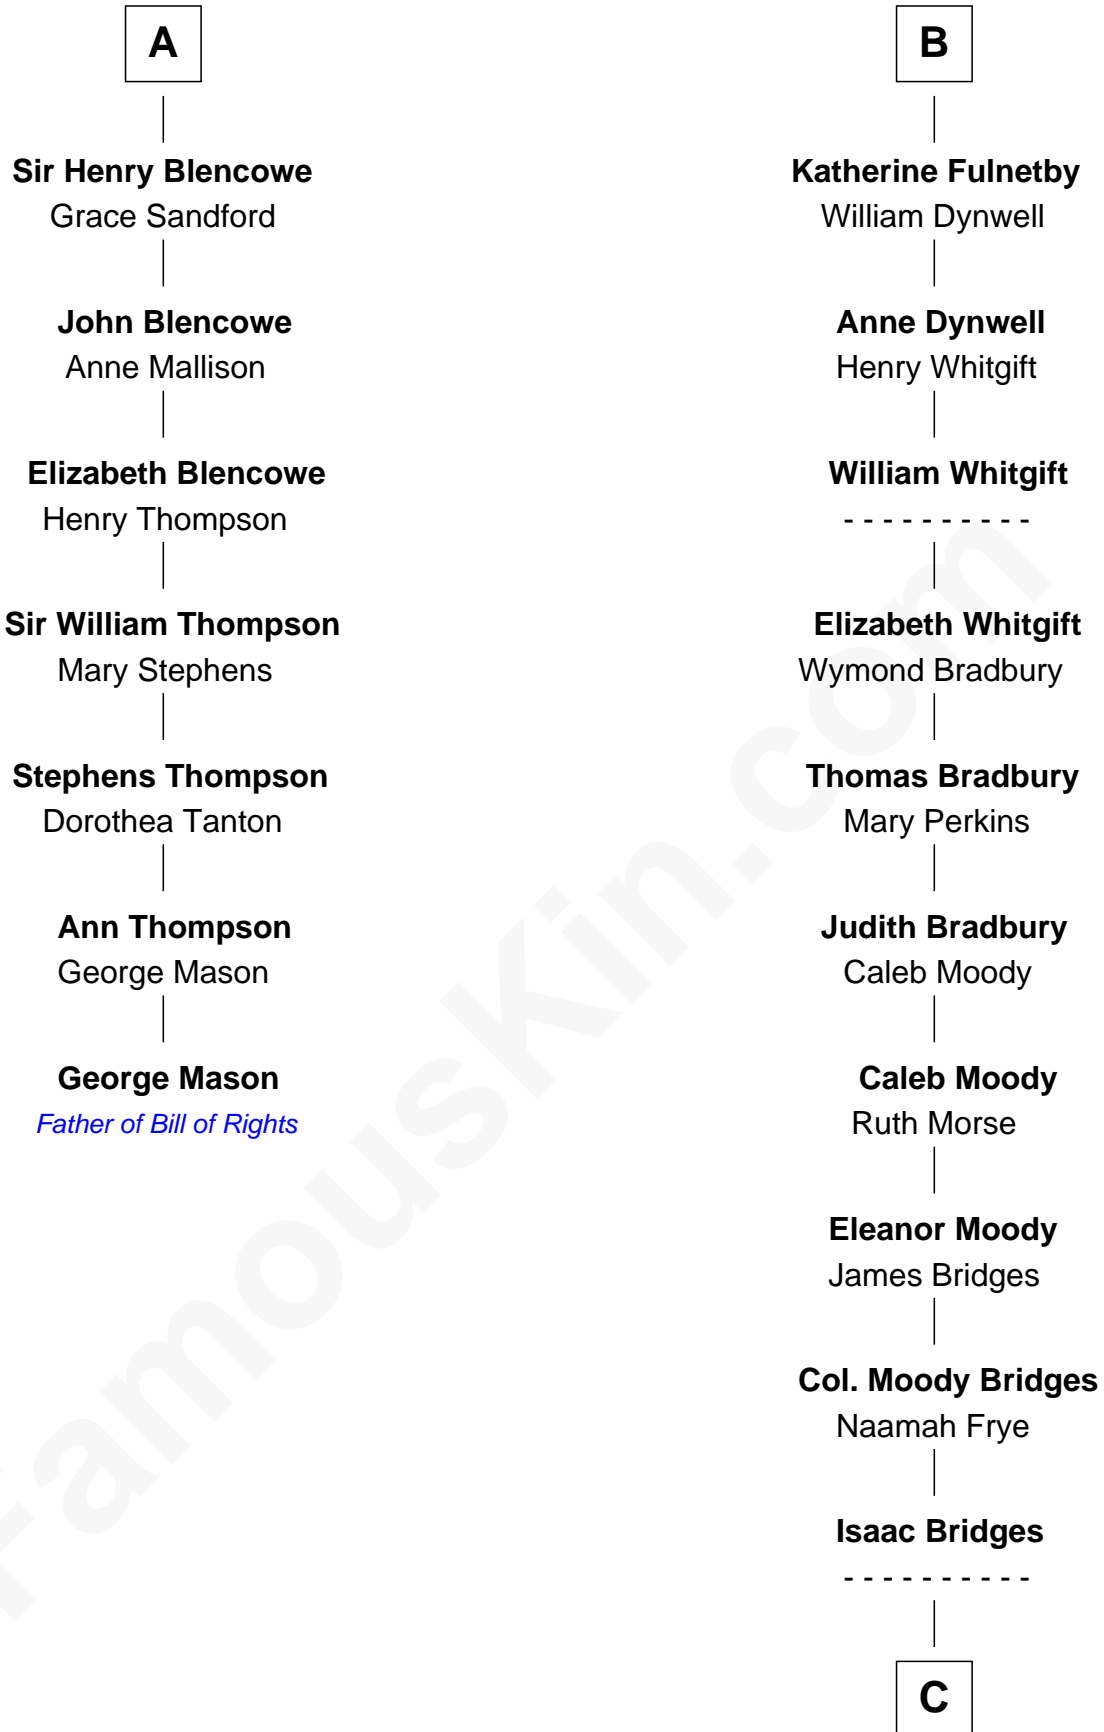 A
Sir Henry Blencowe
Grace Sandford
John Blencowe
Anne Mallison
Elizabeth Blencowe
Henry Thompson
Sir William Thompson
Mary Stephens
Stephens Thompson
Dorothea Tanton
Ann Thompson
George Mason
George Mason
Father of Bill of Rights
B
Katherine Fulnetby
William Dynwell
Anne Dynwell
Henry Whitgift
William Whitgift
- - - - - - - - - -
Elizabeth Whitgift
Wymond Bradbury
Thomas Bradbury
Mary Perkins
Judith Bradbury
Caleb Moody
Caleb Moody
Ruth Morse
Eleanor Moody
James Bridges
Col. Moody Bridges
Naamah Frye
Isaac Bridges
- - - - - - - - - -
C
FamousKin.com